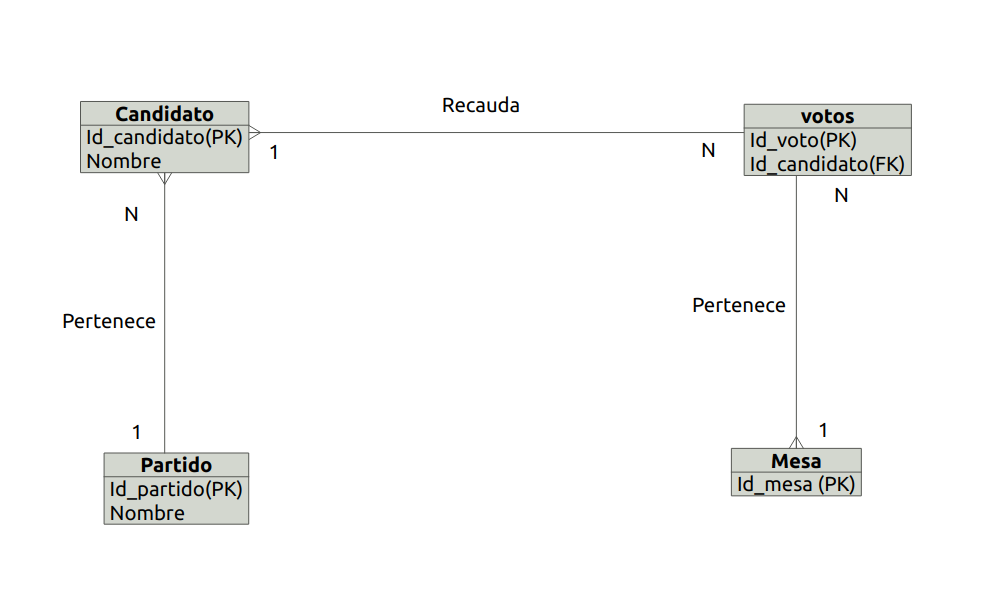 Recauda
Candidato
Id_candidato(PK)
Nombre
1
N
votos
Id_voto(PK)
Id_candidato(FK)
N
N
Pertenece
Pertenece
1
1
Partido
Id_partido(PK)
Nombre
Mesa
Id_mesa (PK)